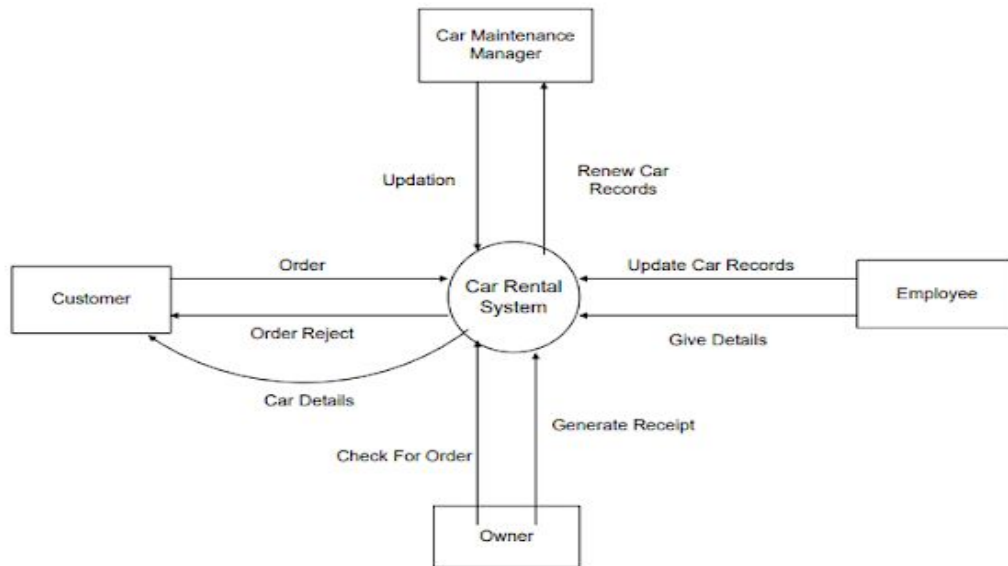 Car Maintenance
Manager
Updation
Renew Car
Records
Order
Update Car Records
Customer
Car Rental
System
Employee
Order Reject
Give Details
Car Details
Generate Receipt
Check For Order
Owner